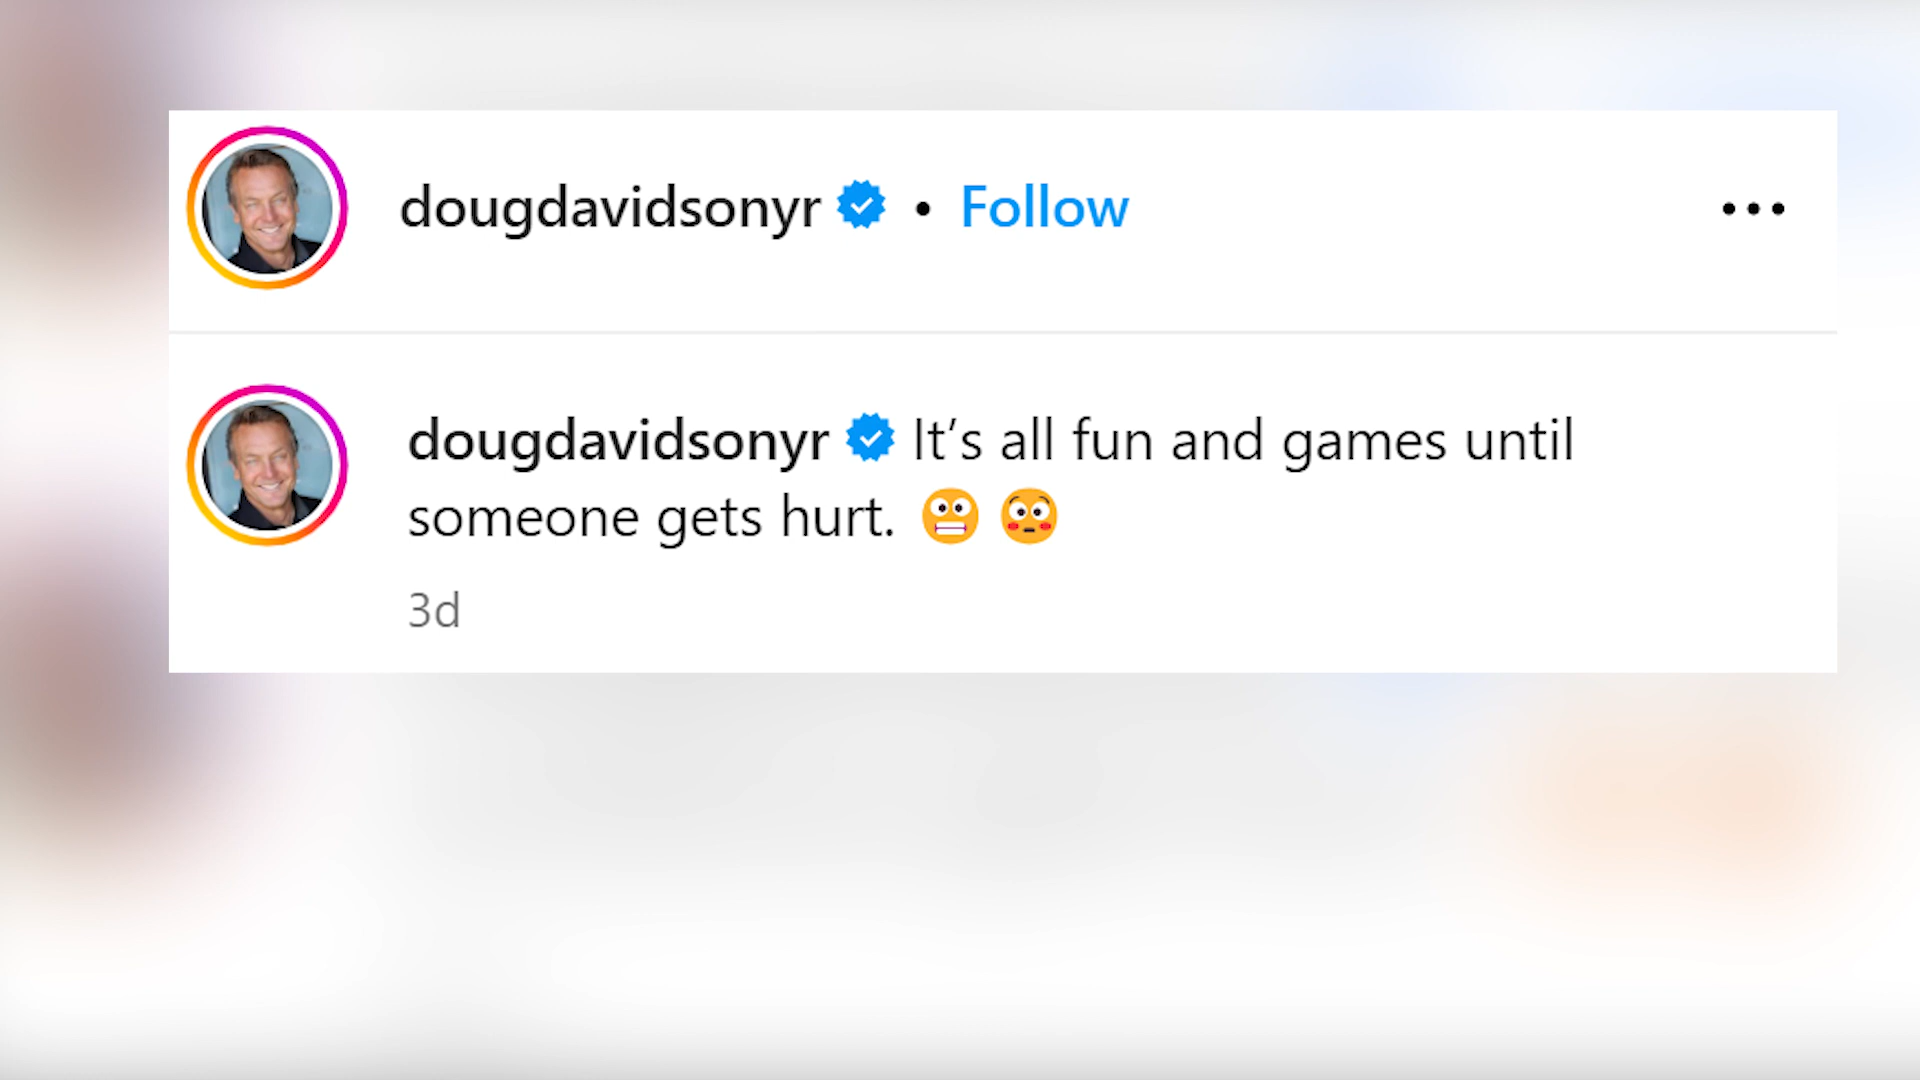 dougdavidsonyr • Follow
dougdavidsonyr It’s all fun and games until
someone gets hurt. 😬 😳
3d